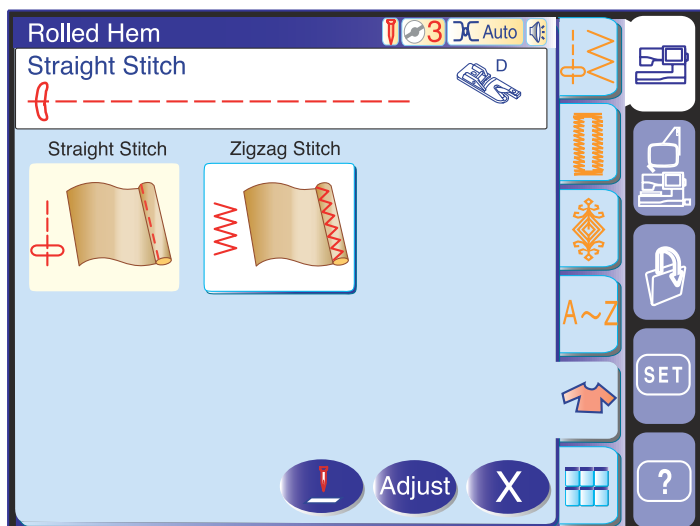 Rolled Hem 3 Auto
Straight Stitch D
Straight Stitch Zigzag Stitch
A~Z
SET
Adjust X
?